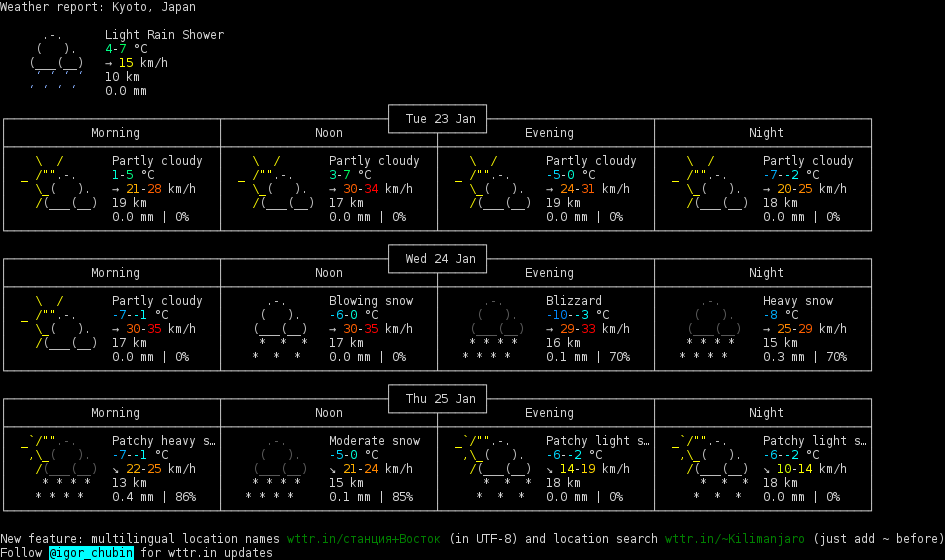 Weather report: Kyoto, Japan
Light Rain Shower
4-7 °C
→ 15 km/h
10 km
0.0 mm
Tue 23 Jan
Morning Noon Evening Night
Partly cloudy Partly cloudy Partly cloudy Partly cloudy
1-5 °C 3-7 °C -5-0 °C -7--2 °C
→ 21-28 km/h → 30-34 km/h → 24-31 km/h → 20-25 km/h
19 km 17 km 19 km 18 km
0.0 mm | 0% 0.0 mm | 0% 0.0 mm | 0% 0.0 mm | 0%
Wed 24 Jan
Morning Noon Evening Night
Partly cloudy Blowing snow Blizzard Heavy snow
-7--1 °C -6-0 °C -10--3 °C -8 °C
→ 30-35 km/h → 30-35 km/h → 29-33 km/h → 25-29 km/h
17 km 17 km 16 km 15 km
0.0 mm | 0% 0.0 mm | 0% 0.1 mm | 70% 0.3 mm | 70%
Thu 25 Jan
Morning Noon Evening Night
Patchy heavy s… Moderate snow Patchy light s… Patchy light s…
-7--1 °C -5-0 °C -6--2 °C -6--2 °C
↘ 22-25 km/h ↘ 21-24 km/h ↘ 14-19 km/h ↘ 10-14 km/h
13 km 15 km 18 km 18 km
0.4 mm | 86% 0.1 mm | 85% 0.0 mm | 0% 0.0 mm | 0%
New feature: multilingual location names wttr.in/станция+Восток (in UTF-8) and location search wttr.in/~Kilimanjaro (just add ~ before)
Follow @igor_chubin for wttr.in updates